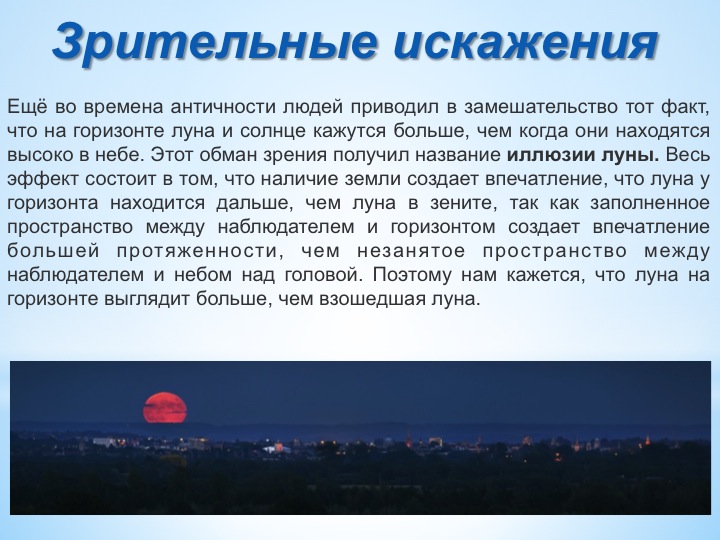 Зрительные искажения
Ещё во времена античности людей приводил в замешательство тот факт,
что на горизонте луна и солнце кажутся больше, чем когда они находятся
высоко в небе. Этот обман зрения получил название иллюзии луны. Весь
эффект состоит в том, что наличие земли создает впечатление, что луна у
горизонта находится дальше, чем луна в зените, так как заполненное
пространство между наблюдателем и горизонтом создает впечатление
большей протяженности, чем незанятое пространство между
наблюдателем и небом над головой. Поэтому нам кажется, что луна на
горизонте выглядит больше, чем взошедшая луна.